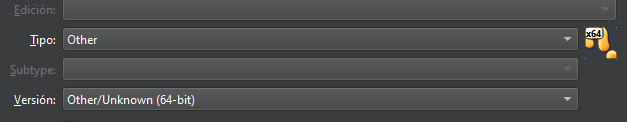 Edición:
Tipo: Other x64
Subtype:
Versión: Other/Unknown (64-bit)